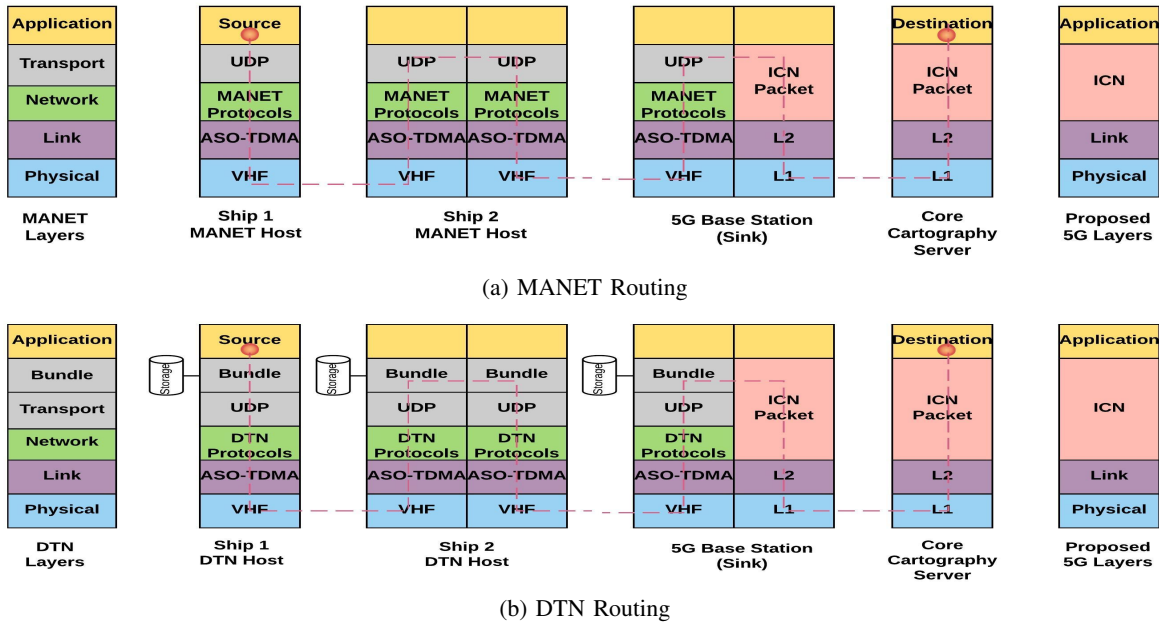 Application Source Destination Application
Transport UDP UDP UDP UDP ICN ICN ICN
Packet Packet
Network MANET MANET MANET MANET
Protocols Protocols Protocols Protocols
Link ASO-TDMA ASO-TDMA ASO-TDMA ASO-TDMA L2 L2 Link
Physical VHF VHF VHF VHF L1 L1 Physical
MANET Ship 1 Ship 2 5G Base Station Core Proposed
Layers MANET Host MANET Host (Sink) Cartography 5G Layers
Server
(a) MANET Routing
Application Source Destination Application
Storage Storage Storage
Bundle Bundle Bundle Bundle Bundle
Transport UDP UDP UDP UDP ICN ICN ICN
Packet Packet
Network DTN DTN DTN DTN
Protocols Protocols Protocols Protocols
Link ASO-TDMA ASO-TDMA ASO-TDMA ASO-TDMA L2 L2 Link
Physical VHF VHF VHF VHF L1 L1 Physical
DTN Ship 1 Ship 2 5G Base Station Core Proposed
Layers DTN Host DTN Host (Sink) Cartography 5G Layers
Server
(b) DTN Routing